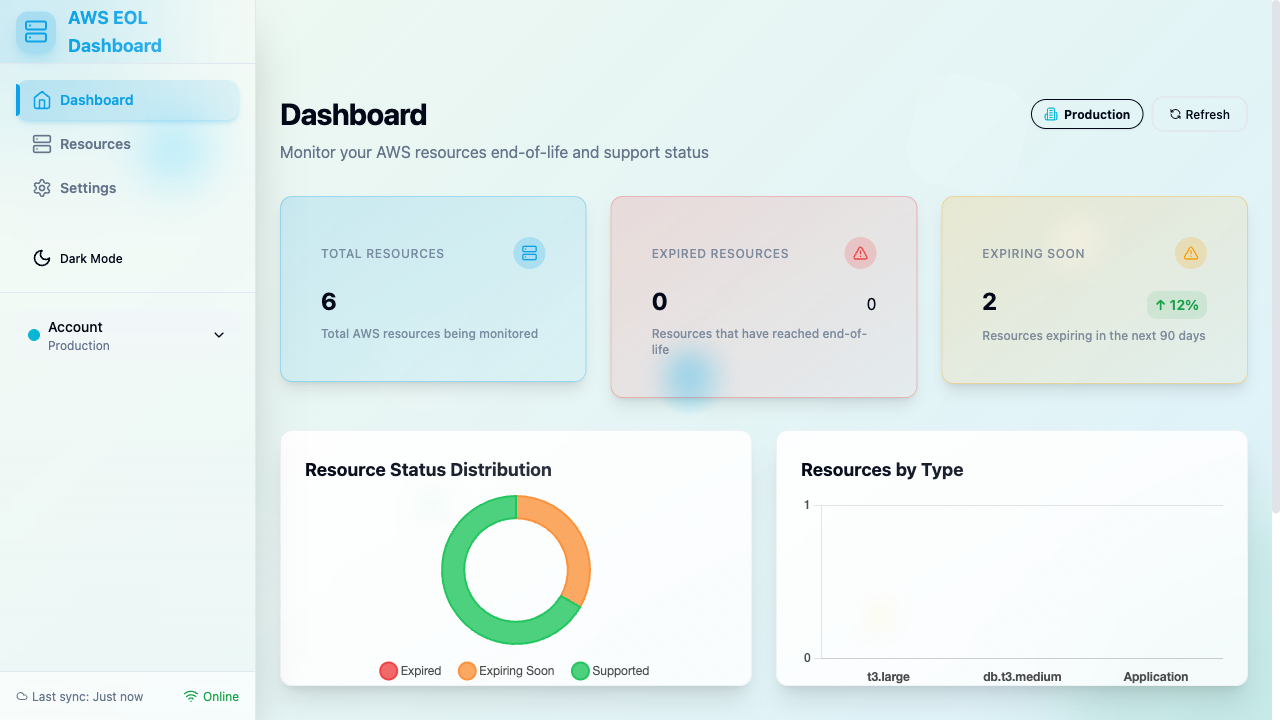 AWS EOL
Dashboard
Dashboard
Resources
Settings
Dark Mode
Account
Production
Last sync: Just now
Online
Dashboard
Monitor your AWS resources end-of-life and support status
Production
Refresh
TOTAL RESOURCES
6
Total AWS resources being monitored
EXPIRED RESOURCES
0
0
Resources that have reached end-of-
life
EXPIRING SOON
2
↑ 12%
Resources expiring in the next 90 days
Resource Status Distribution
Expired
Expiring Soon
Supported
Resources by Type
1
0
t3.large
db.t3.medium
Application